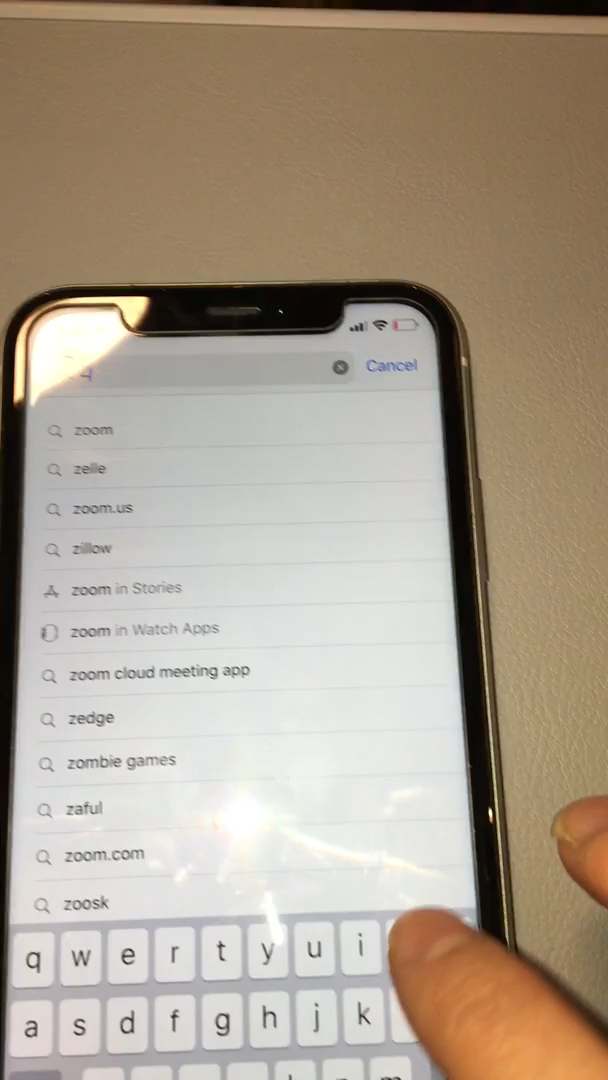 Cancel
zoom
zelle
zoom.us
zillow
zoom in Stories
zoom in Watch Apps
zoom cloud meeting app
zedge
zombie games
zaful
zoom.com
zoosk
q w e r t y u i
a s d f g h j k